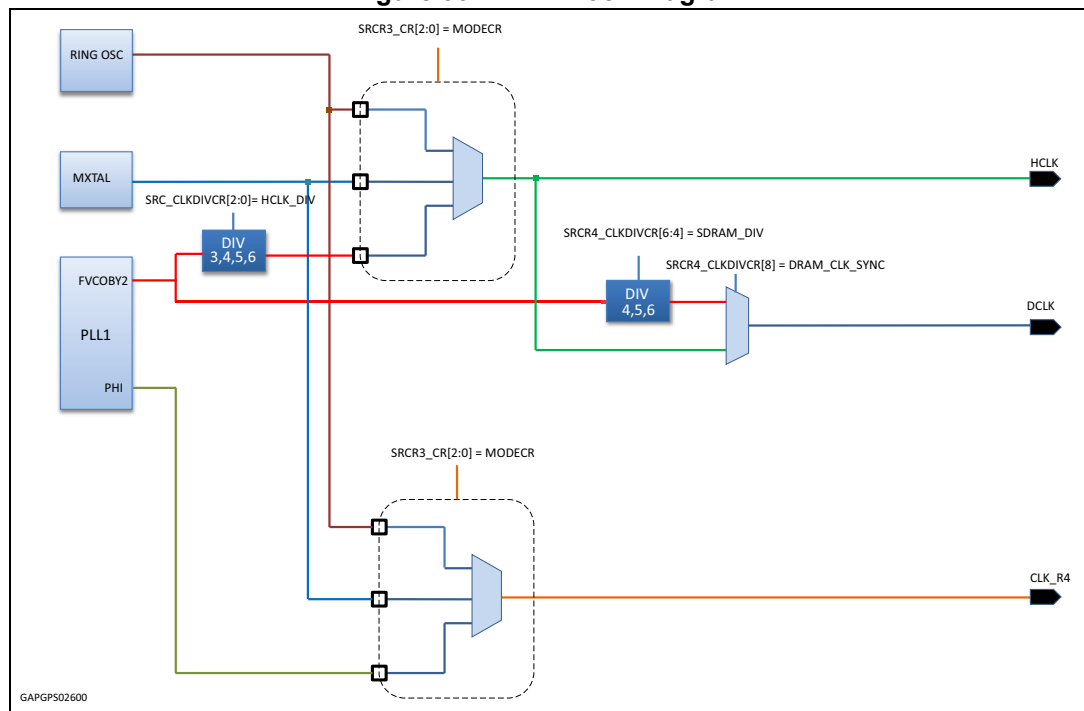 SRCR3_CR[2:0] = MODECR
RING OSC
MXTAL
HCLK
SRC_CLKDIVCR[2:0]= HCLK_DIV
DIV
3,4,5,6
SRCR4_CLKDIVCR[6:4] = SDRAM_DIV
SRCR4_CLKDIVCR[8] = DRAM_CLK_SYNC
FVCOBY2
DIV
4,5,6
DCLK
PLL1
PHI
SRCR3_CR[2:0] = MODECR
CLK_R4
GAPGPS02600